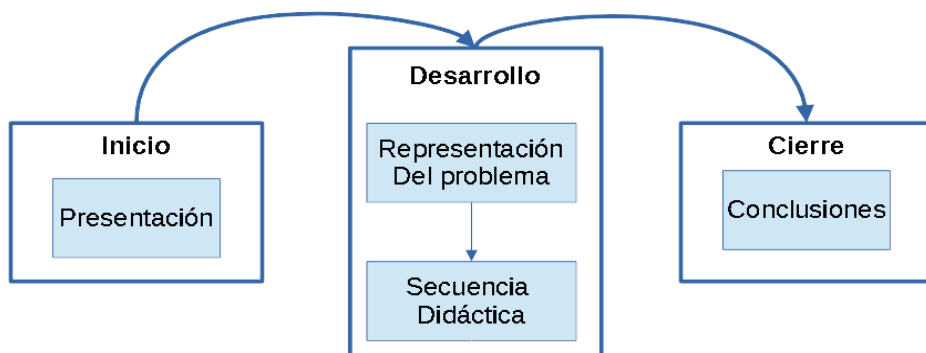 Inicio
Presentación
Desarrollo
Representación
Del problema
Secuencia
Didáctica
Cierre
Conclusiones